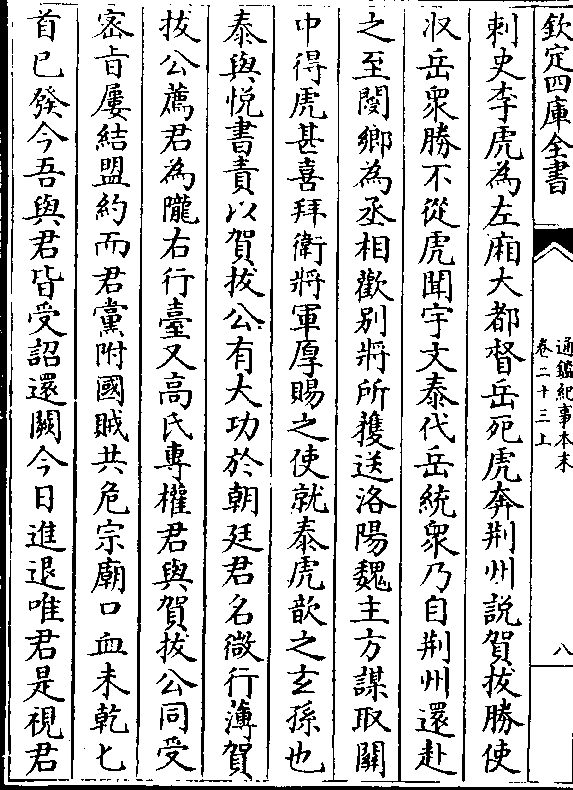 欽定四庫全書
通鑑紀事本末
卷二十三上
八
刺史李虎為左廂大都督岳死虎奔荆州說賀拔勝使
収岳衆勝不從虎聞宇文泰代岳統衆乃自荆州還赴
之至閿鄉為丞相歡别將所獲送洛陽魏主方謀取關
中得虎甚喜拜衛將軍厚賜之使就泰虎歆之玄孫也
泰與悅書責以賀拔公有大功於朝廷君名微行薄賀
拔公薦君為隴右行臺又高氏專權君與賀拔公同受
宻㫖屢結盟約而君黨附國賊共危宗廟口血未乾匕
首已發今吾與君皆受詔還闕今日進退唯君是視君